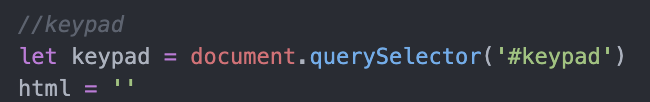 //keypad
let keypad = document.querySelector('#keypad')
html = ''